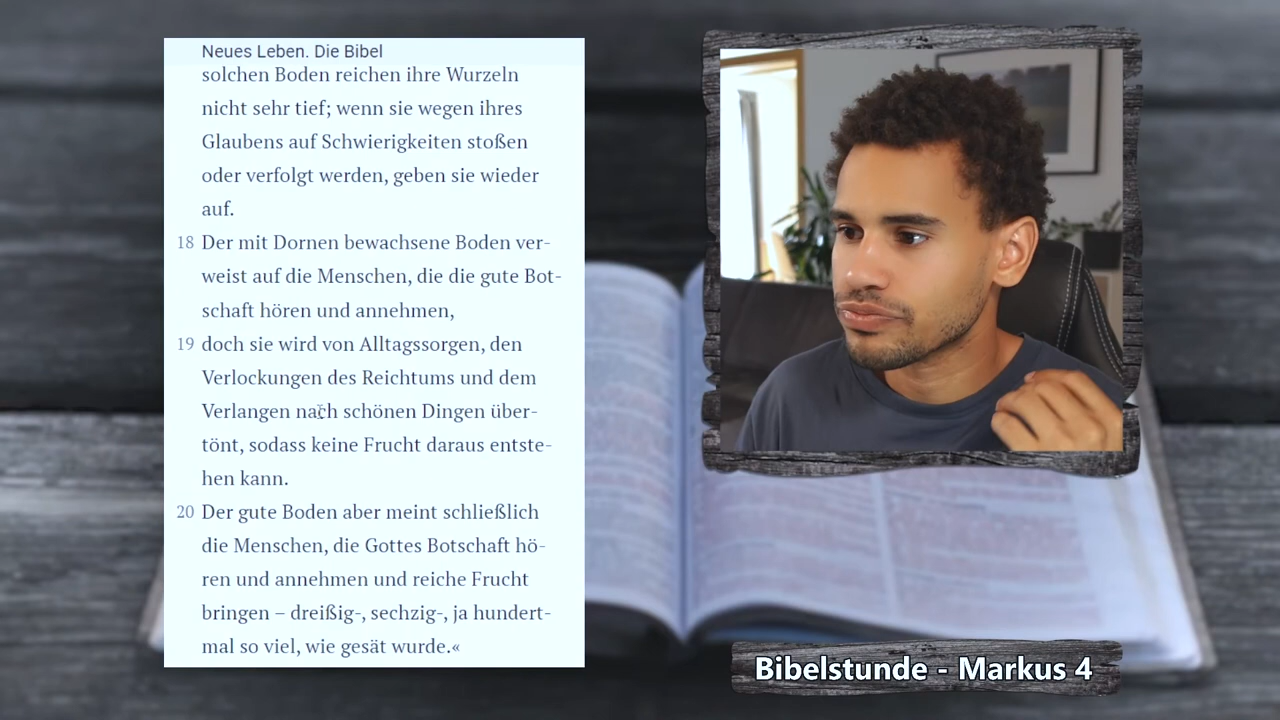 Neues Leben. Die Bibel
solchen Boden reichen ihre Wurzeln
nicht sehr tief; wenn sie wegen ihres
Glaubens auf Schwierigkeiten stoßen
oder verfolgt werden, geben sie wieder
auf.
18 Der mit Dornen bewachsene Boden ver-
weist auf die Menschen, die die gute Bot-
schaft hören und annehmen,
19 doch sie wird von Alltagssorgen, den
Verlockungen des Reichtums und dem
Verlangen nach schönen Dingen über-
tönt, sodass keine Frucht daraus entste-
hen kann.
20 Der gute Boden aber meint schließlich
die Menschen, die Gottes Botschaft hö-
ren und annehmen und reiche Frucht
bringen – dreißig-, sechzig-, ja hundert-
mal so viel, wie gesät wurde.«
Bibelstunde - Markus 4